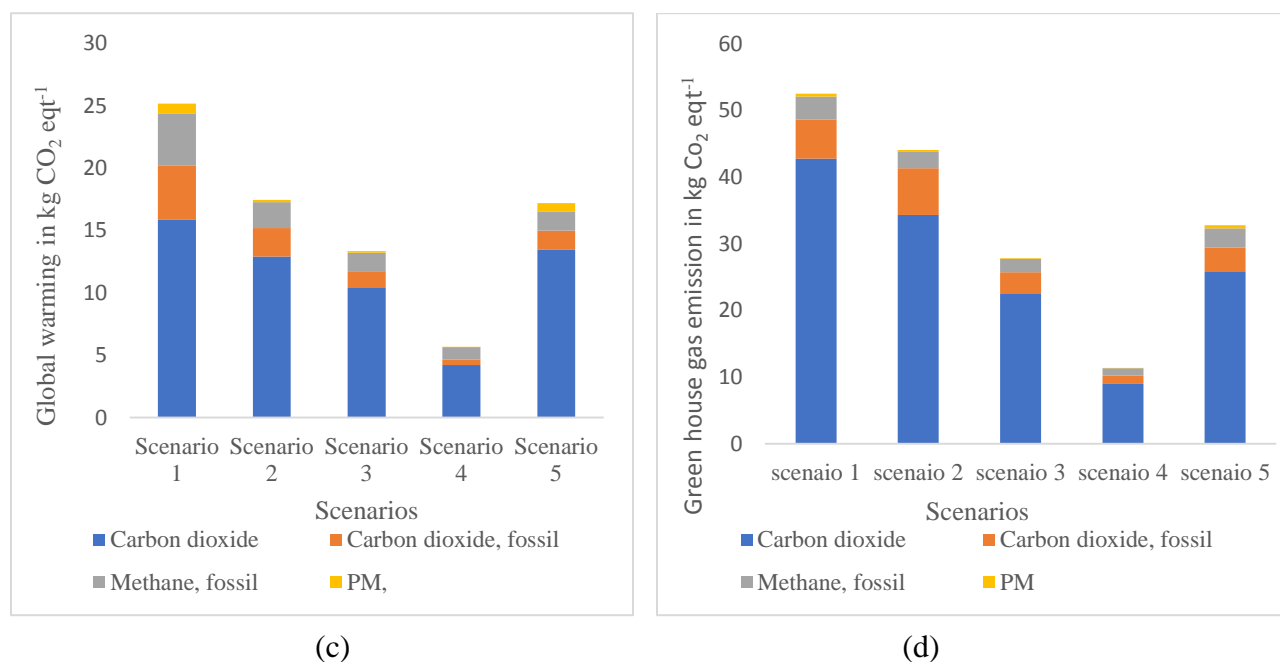 Global warming in kg CO₂ eqt⁻¹
30
25
20
15
10
5
0
Scenario 1
Scenario 2
Scenario 3
Scenario 4
Scenario 5
Scenarios
Carbon dioxide
Carbon dioxide, fossil
Methane, fossil
PM,
(c)
Green house gas emission in kg Co₂ eqt⁻¹
60
50
40
30
20
10
0
scenaio 1
scenaio 2
scenaio 3
scenaio 4
scenaio 5
Scenarios
Carbon dioxide
Carbon dioxide, fossil
Methane, fossil
PM
(d)